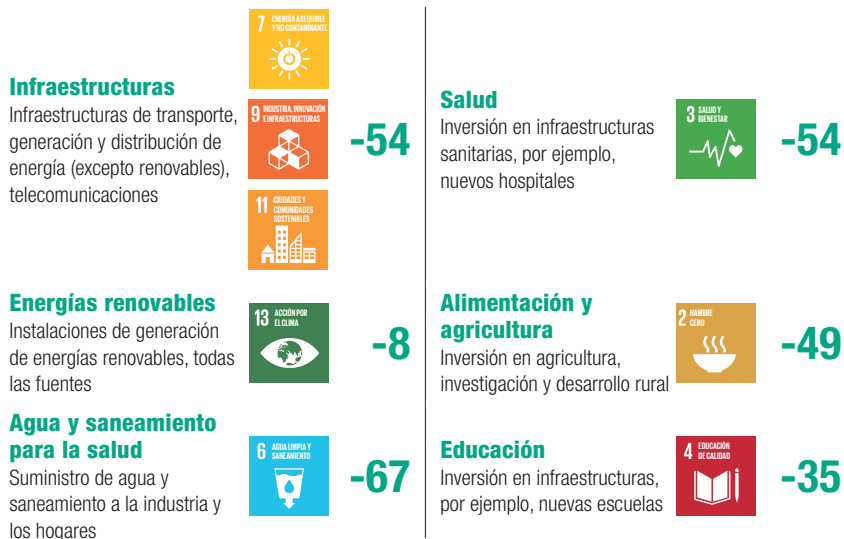 Infraestructuras
Infraestructuras de transporte,
generación y distribución de
energía (excepto renovables),
telecomunicaciones
7 ENERGÍA ASEQUIBLE
Y NO CONTAMINANTE
9 INDUSTRIA, INNOVACIÓN
E INFRAESTRUCTURAS
11 CIUDADES Y
COMUNIDADES
SOSTENIBLES
-54
Salud
Inversión en infraestructuras
sanitarias, por ejemplo,
nuevos hospitales
3 SALUD Y
BIENESTAR
-54
Energías renovables
Instalaciones de generación
de energías renovables, todas
las fuentes
13 ACCIÓN POR
EL CLIMA
-8
Alimentación y
agricultura
Inversión en agricultura,
investigación y desarrollo rural
2 HAMBRE
CERO
-49
Agua y saneamiento
para la salud
Suministro de agua y
saneamiento a la industria y
los hogares
6 AGUA LIMPIA Y
SANEAMIENTO
-67
Educación
Inversión en infraestructuras,
por ejemplo, nuevas escuelas
4 EDUCACIÓN
DE CALIDAD
-35